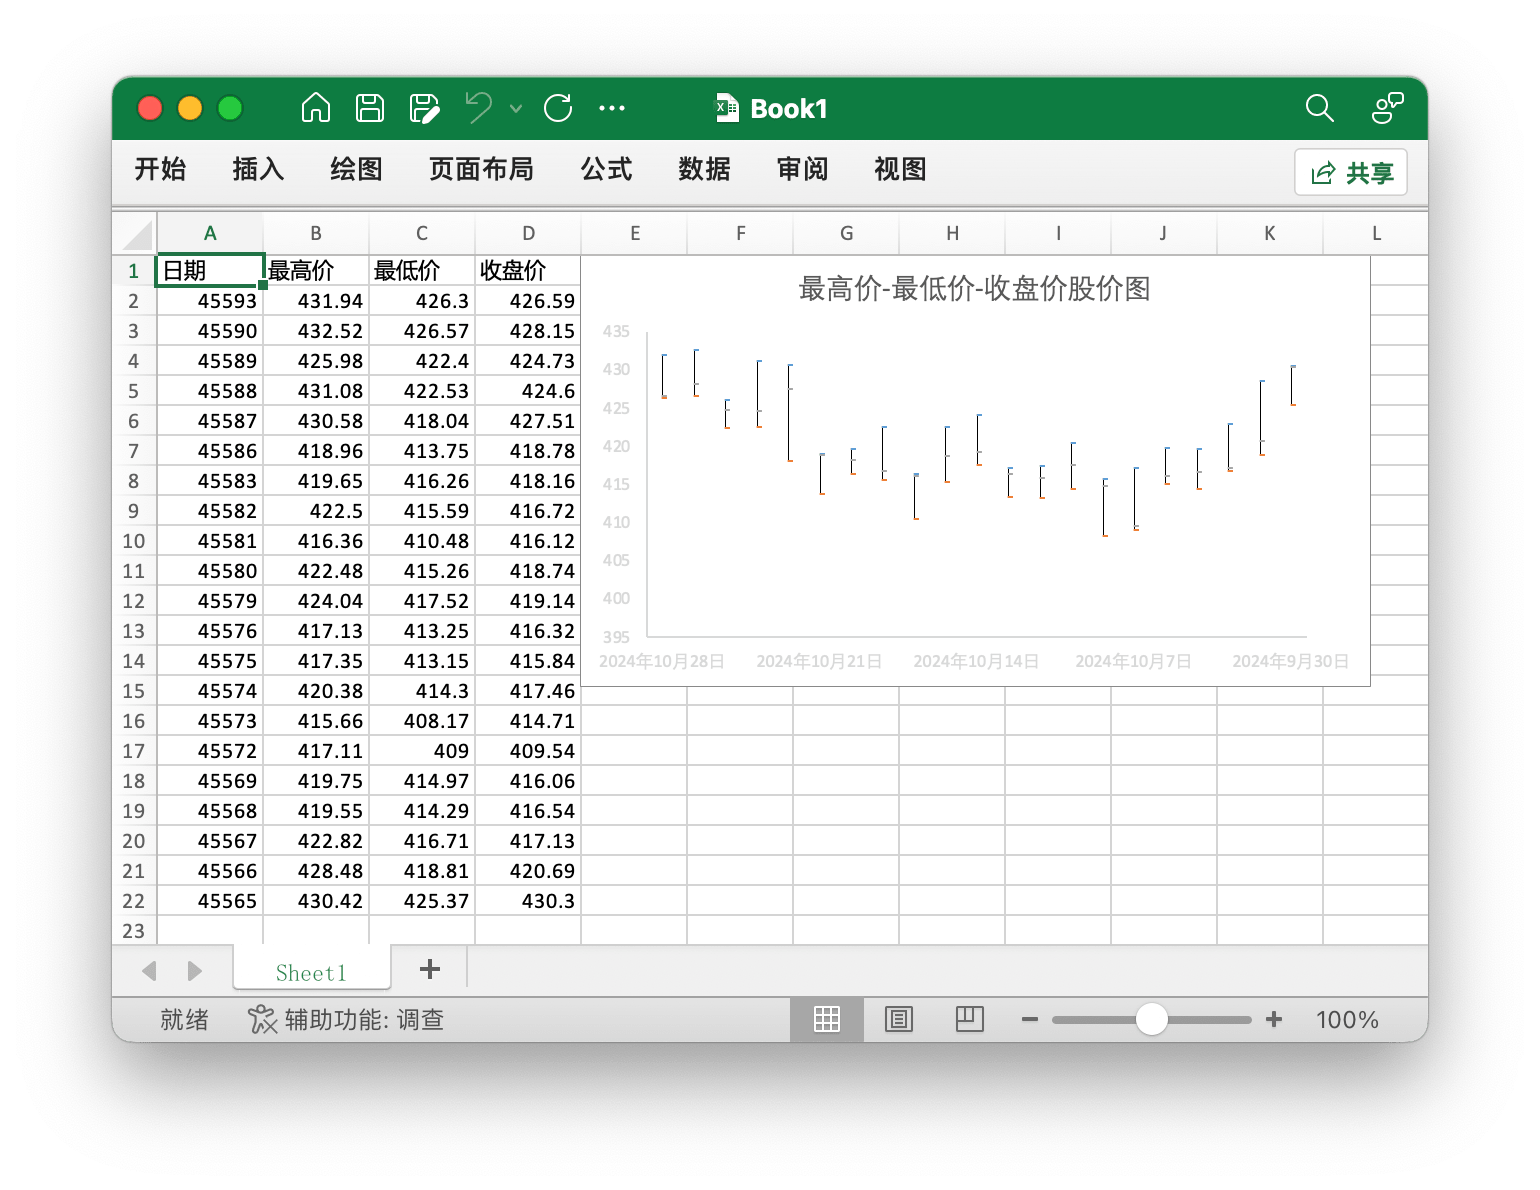 Book1
开始 插入 绘图 页面布局 公式 数据 审阅 视图 共享
A B C D E F G H I J K L
1 日期 最高价 最低价 收盘价
2 45593 431.94 426.3 426.59
3 45590 432.52 426.57 428.15
4 45589 425.98 422.4 424.73
5 45588 431.08 422.53 424.6
6 45587 430.58 418.04 427.51
7 45586 418.96 413.75 418.78
8 45583 419.65 416.26 418.16
9 45582 422.5 415.59 416.72
10 45581 416.36 410.48 416.12
11 45580 422.48 415.26 418.74
12 45579 424.04 417.52 419.14
13 45576 417.13 413.25 416.32
14 45575 417.35 413.15 415.84
15 45574 420.38 414.3 417.46
16 45573 415.66 408.17 414.71
17 45572 417.11 409 409.54
18 45569 419.75 414.97 416.06
19 45568 419.55 414.29 416.54
20 45567 422.82 416.71 417.13
21 45566 428.48 418.81 420.69
22 45565 430.42 425.37 430.3
23
最高价-最低价-收盘价股价图
435
430
425
420
415
410
405
400
395
2024年10月28日 2024年10月21日 2024年10月14日 2024年10月7日 2024年9月30日
Sheet1
就绪 辅助功能: 调查 100%